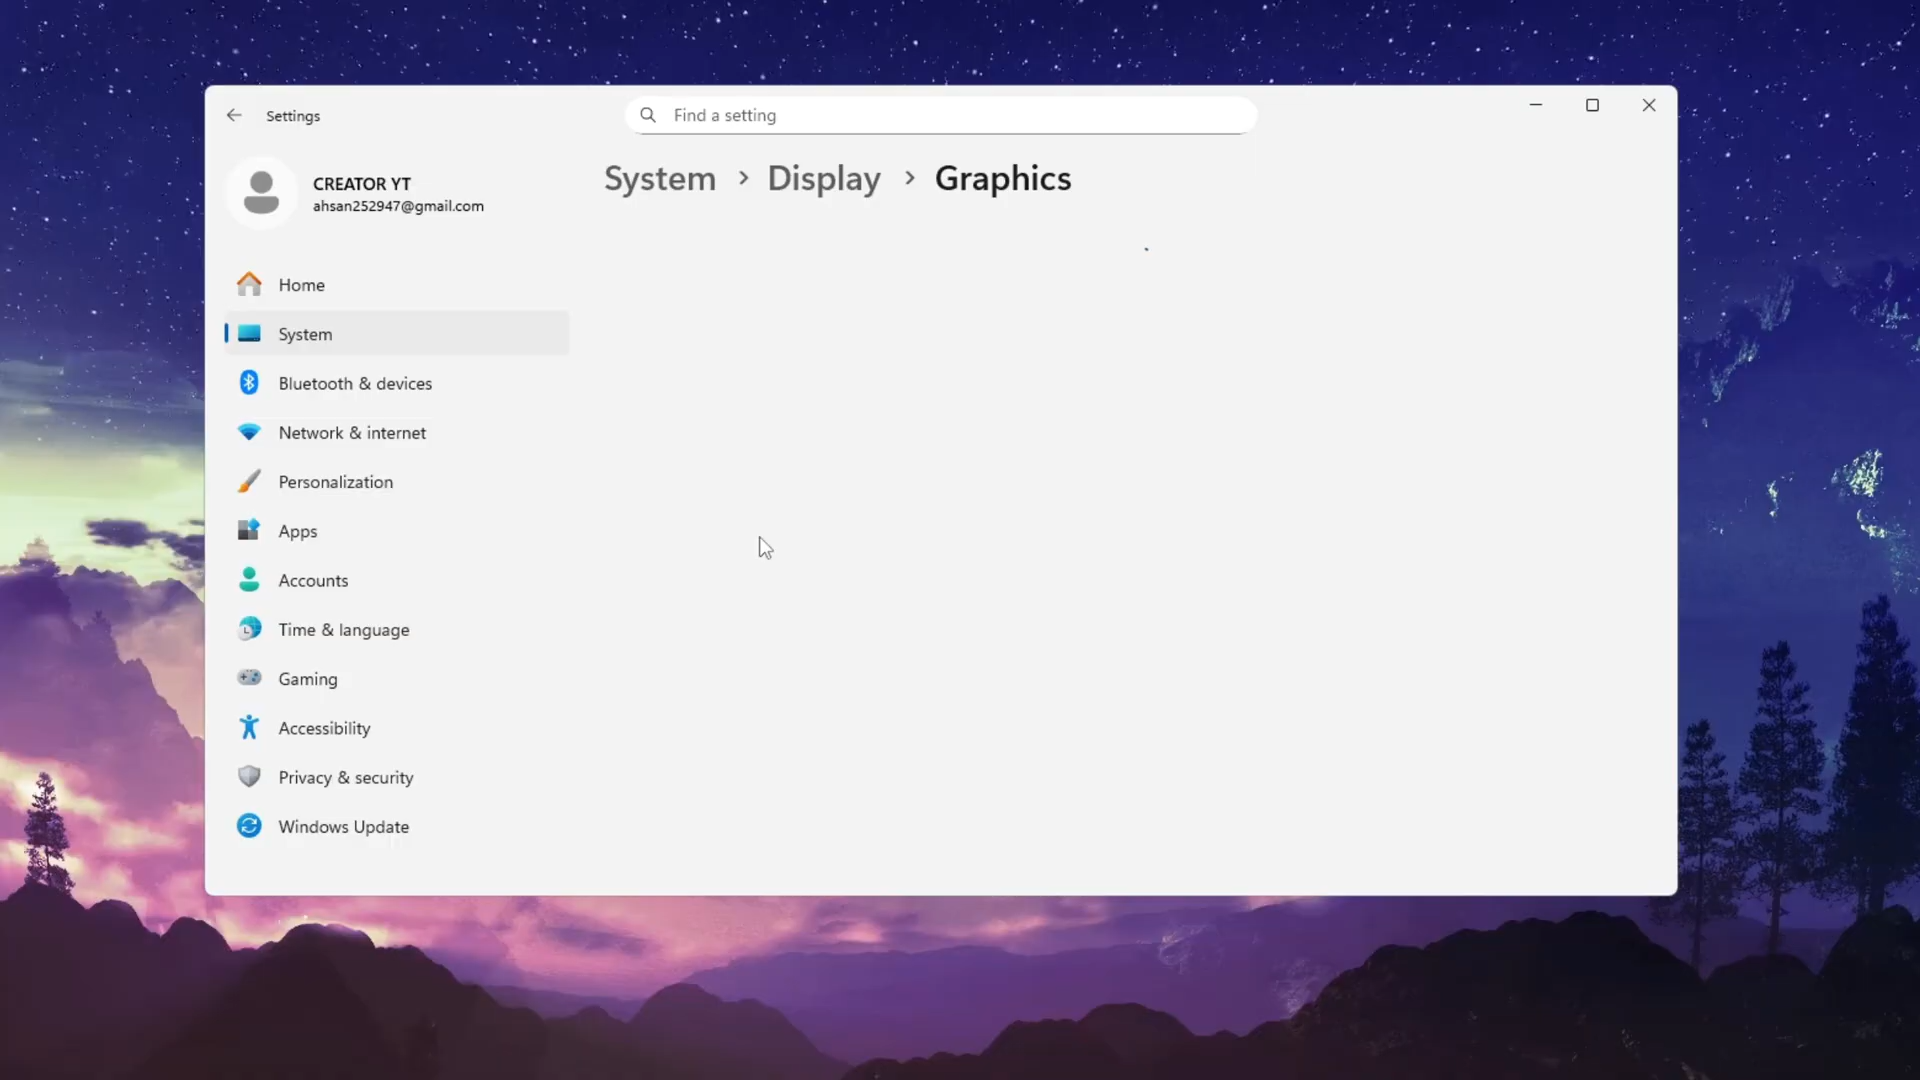 Settings
Find a setting
CREATOR YT
ahsan252947@gmail.com
System > Display > Graphics
Home
System
Bluetooth & devices
Network & internet
Personalization
Apps
Accounts
Time & language
Gaming
Accessibility
Privacy & security
Windows Update